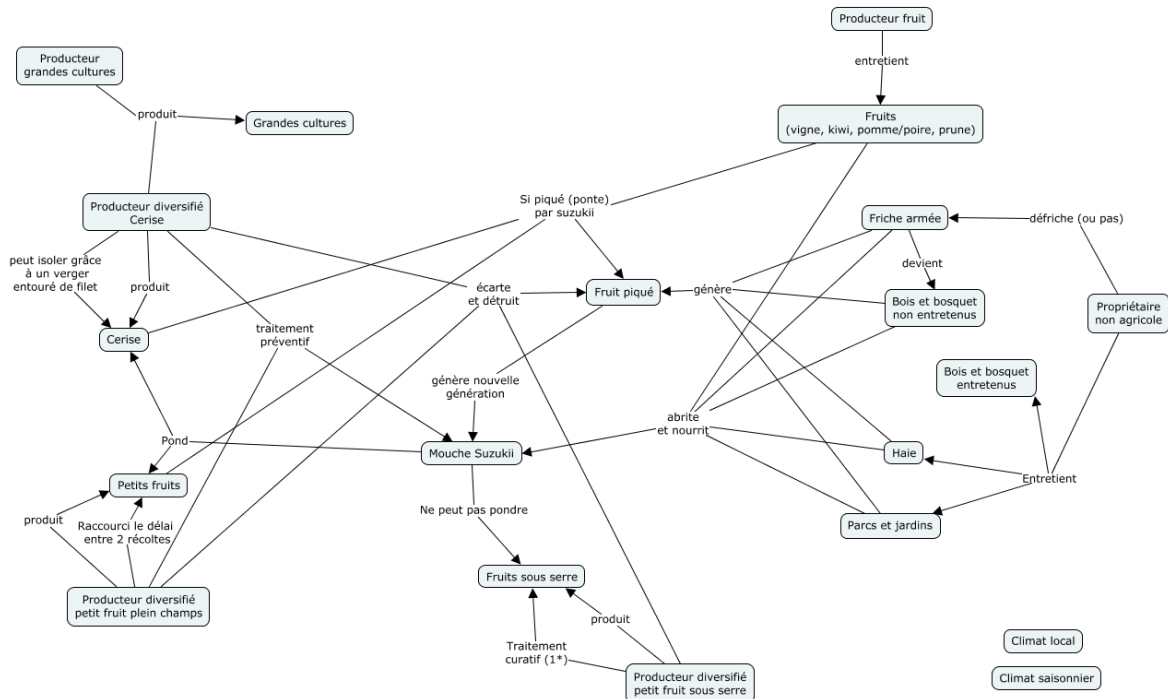 Producteur fruit
Producteur
grandes cultures
entretient
produit
Grandes cultures
Fruits
(vigne, kiwi, pomme/poire, prune)
Producteur diversifié
Cerise
Si piqué (ponte)
par suzukii
Friche armée
défriche (ou pas)
peut isoler grâce
à un verger
entouré de filet
produit
devient
écarte
et détruit
Fruit piqué
génère
Bois et bosquet
non entretenus
Propriétaire
non agricole
Cerise
traitement
préventif
génère nouvelle
génération
Bois et bosquet
entretenus
abrite
et nourrit
Pond
Mouche Suzukii
Haie
Entretient
Petits fruits
Ne peut pas pondre
produit
Raccourci le délai
entre 2 récoltes
Parcs et jardins
Fruits sous serre
Producteur diversifié
petit fruit plein champs
produit
Traitement
curatif (1*)
Climat local
Producteur diversifié
petit fruit sous serre
Climat saisonnier